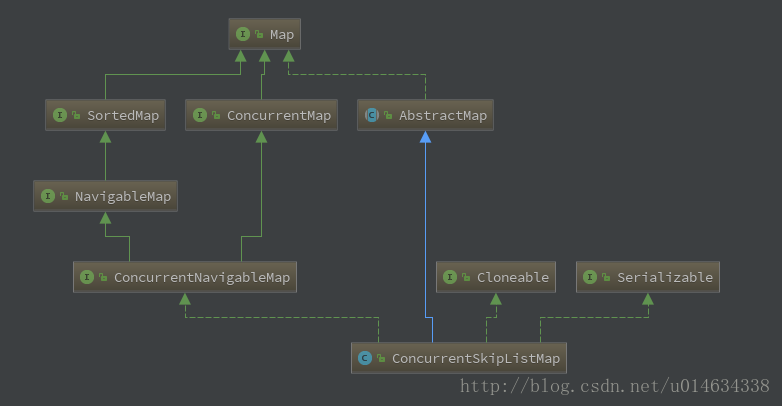 Map
SortedMap
ConcurrentMap
AbstractMap
NavigableMap
ConcurrentNavigableMap
Cloneable
Serializable
ConcurrentSkipListMap
http://blog.csdn.net/u014634338